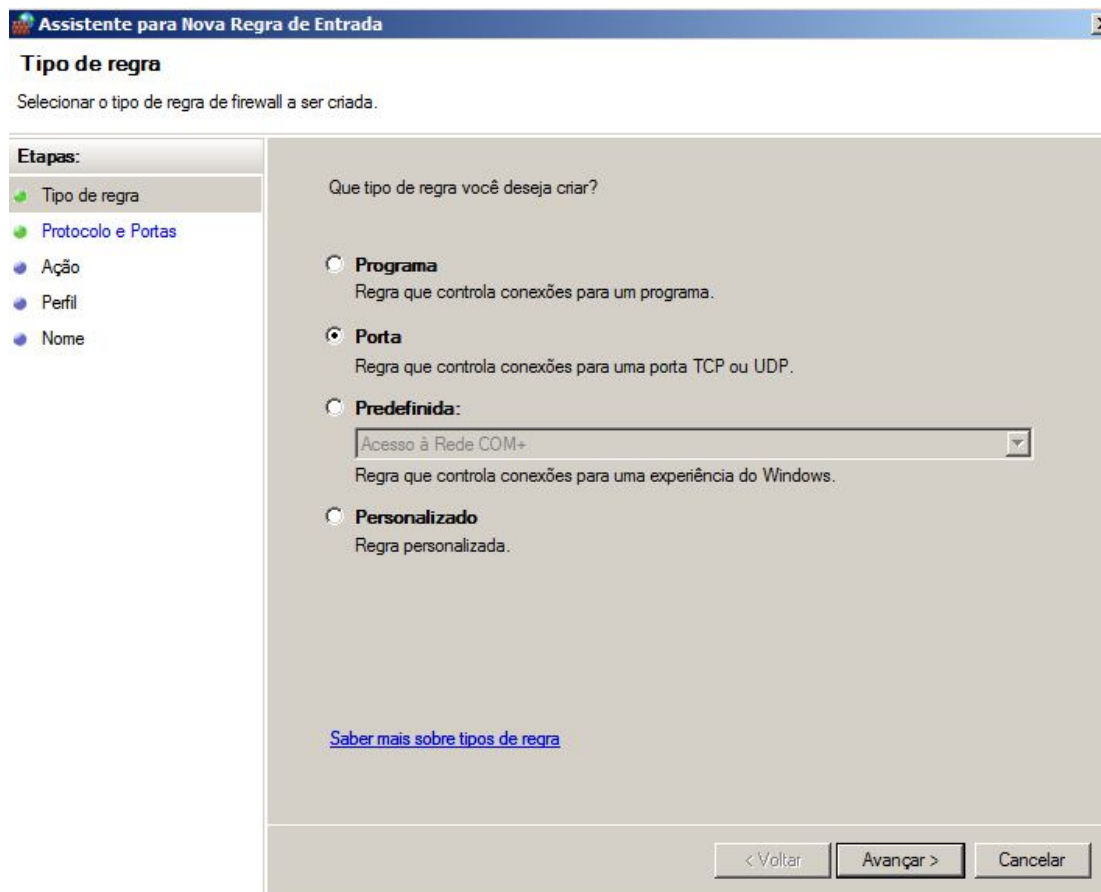 Assistente para Nova Regra de Entrada
Tipo de regra
Selecionar o tipo de regra de firewall a ser criada.
Etapas:
Tipo de regra
Protocolo e Portas
Ação
Perfil
Nome
Que tipo de regra você deseja criar?
Programa
Regra que controla conexões para um programa.
Porta
Regra que controla conexões para uma porta TCP ou UDP.
Predefinida:
Acesso à Rede COM+
Regra que controla conexões para uma experiência do Windows.
Personalizado
Regra personalizada.
Saber mais sobre tipos de regra
< Voltar
Avançar >
Cancelar